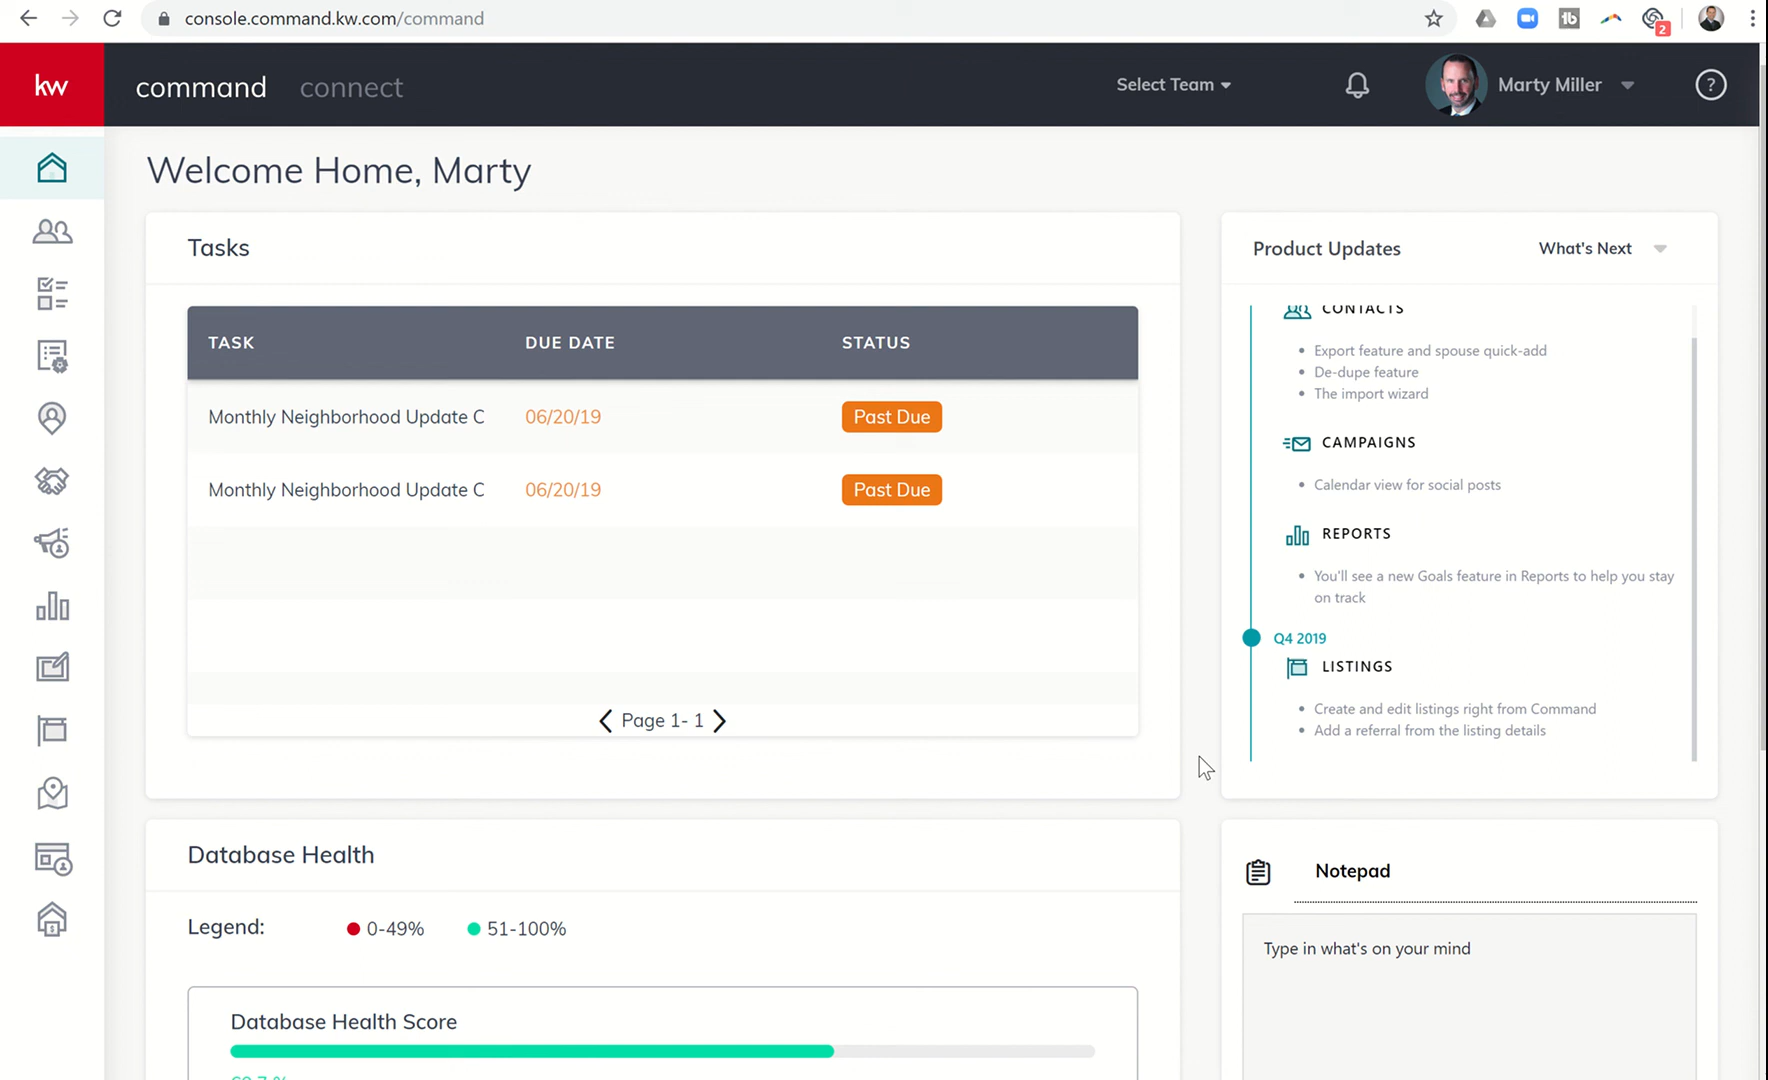 console.command.kw.com/command
2
kw
command
connect
Select Team
Marty Miller
?
Welcome Home, Marty
Tasks
TASK
DUE DATE
STATUS
Monthly Neighborhood Update C
06/20/19
Past Due
Monthly Neighborhood Update C
06/20/19
Past Due
Page 1- 1
Product Updates
What's Next
CONTACTS
Export feature and spouse quick-add
De-dupe feature
The import wizard
CAMPAIGNS
Calendar view for social posts
REPORTS
You'll see a new Goals feature in Reports to help you stay
on track
Q4 2019
LISTINGS
Create and edit listings right from Command
Add a referral from the listing details
Database Health
Legend:
0-49%
51-100%
Database Health Score
Notepad
Type in what's on your mind